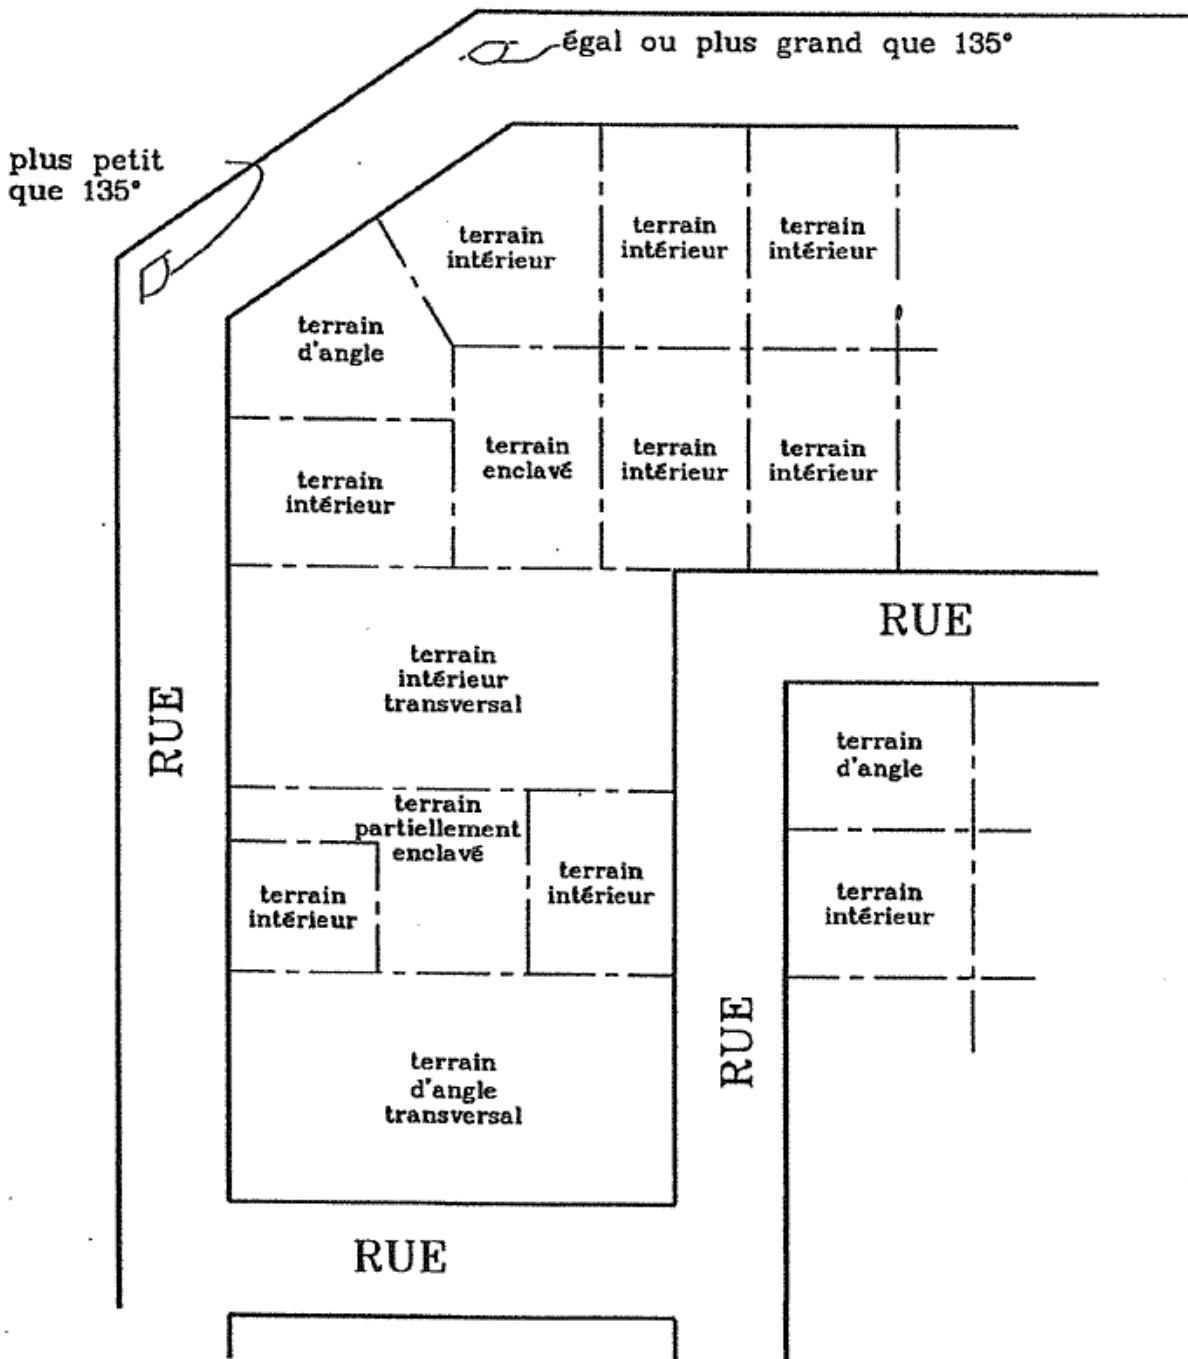 égal ou plus grand que 135°
plus petit
que 135°
terrain
intérieur
terrain
intérieur
terrain
intérieur
terrain
d'angle
terrain
intérieur
terrain
enclavé
terrain
intérieur
terrain
intérieur
RUE
terrain
intérieur
transversal
RUE
terrain
d'angle
terrain
partiellement
enclavé
terrain
intérieur
terrain
intérieur
terrain
intérieur
RUE
terrain
d'angle
transversal
RUE